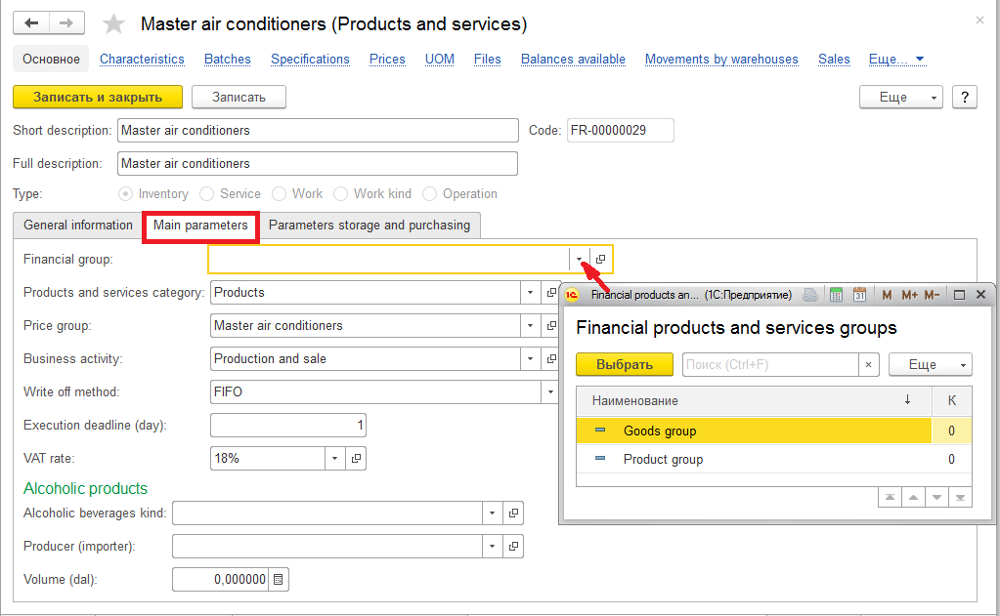 Master air conditioners (Products and services)
Основное Characteristics Batches Specifications Prices UOM Files Balances available Movements by warehouses Sales Еще...
Записать и закрыть Записать Еще ?
Short description: Master air conditioners Code: FR-00000029
Full description: Master air conditioners
Type: Inventory Service Work Work kind Operation
General information Main parameters Parameters storage and purchasing
Financial group:
Products and services category: Products
Price group: Master air conditioners
Business activity: Production and sale
Write off method: FIFO
Execution deadline (day): 1
VAT rate: 18%
Alcoholic products
Alcoholic beverages kind:
Producer (importer):
Volume (dal): 0,000000
1С Financial products an... (1С:Предприятие) 31 M M+ M-
Financial products and services groups
Выбрать Поиск (Ctrl+F) × Еще
Наименование ↓ К
Goods group 0
Product group 0